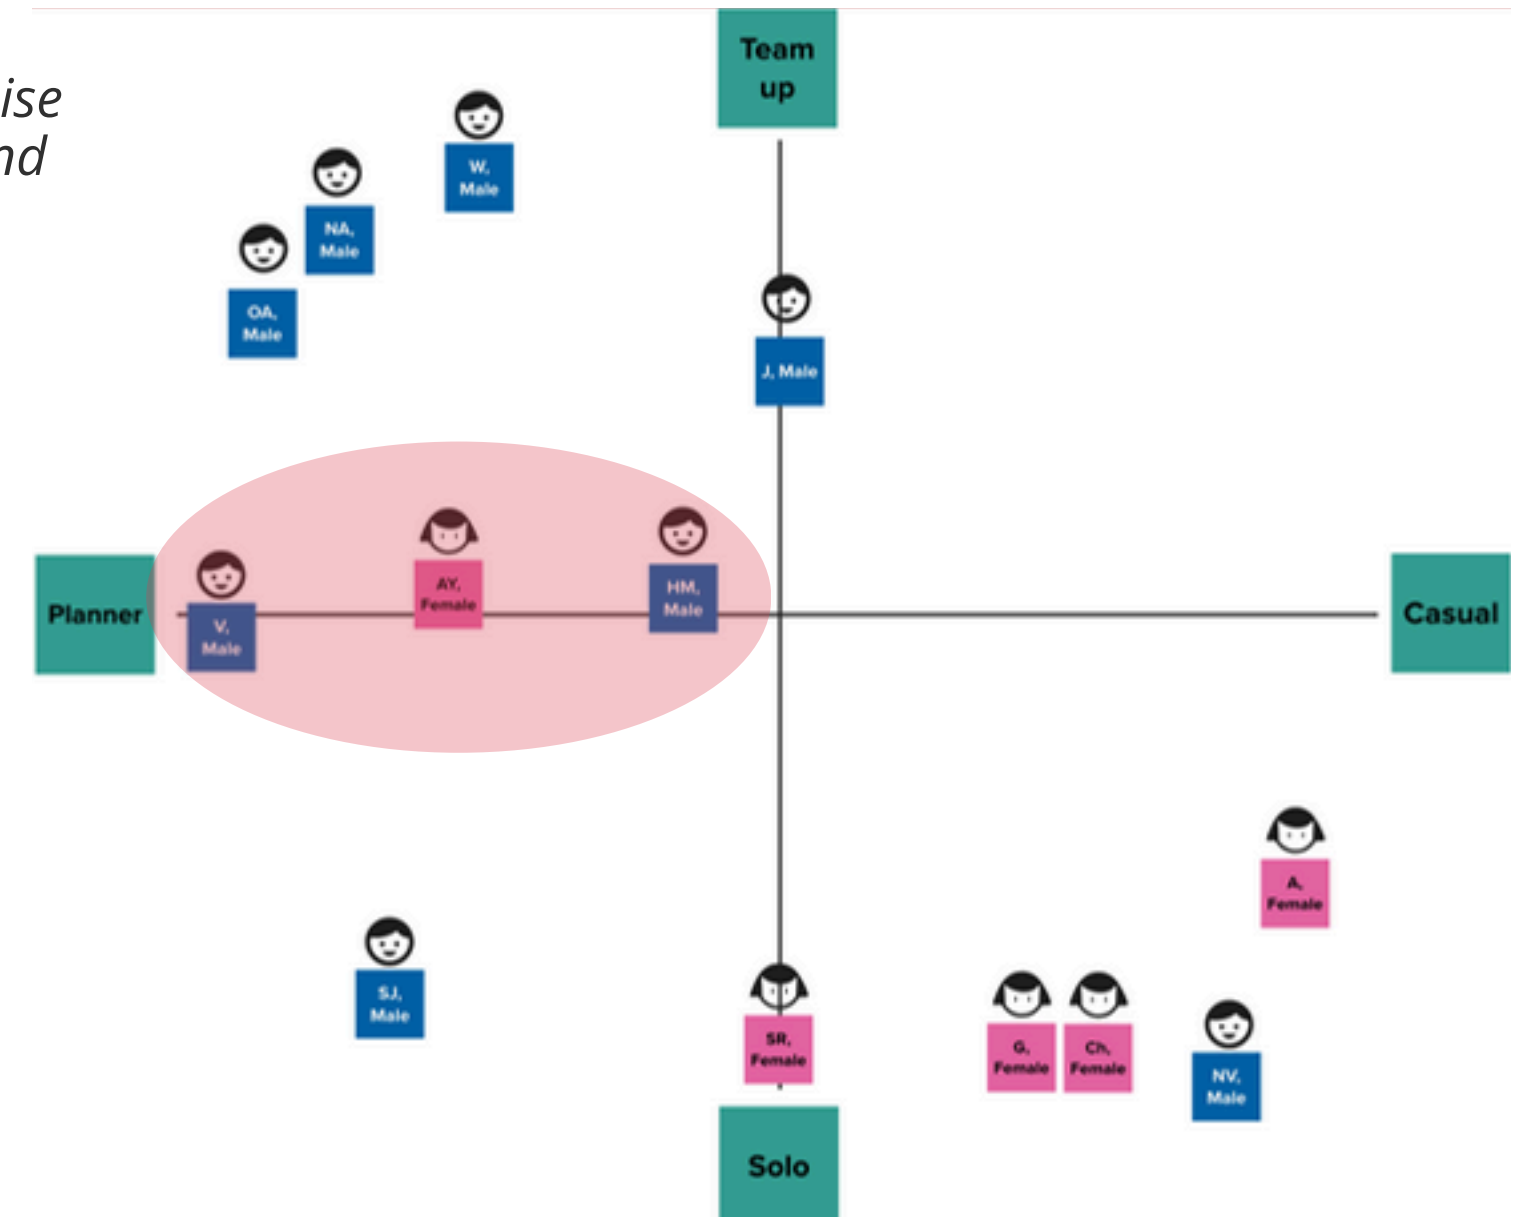 Team
up
ise
nd
W,
Male
NA,
Male
OA,
Male
J, Male
Planner
V,
Male
AY,
Female
HM,
Male
Casual
A,
Female
SJ,
Male
SR,
Female
G,
Female
Ch,
Female
NV,
Male
Solo